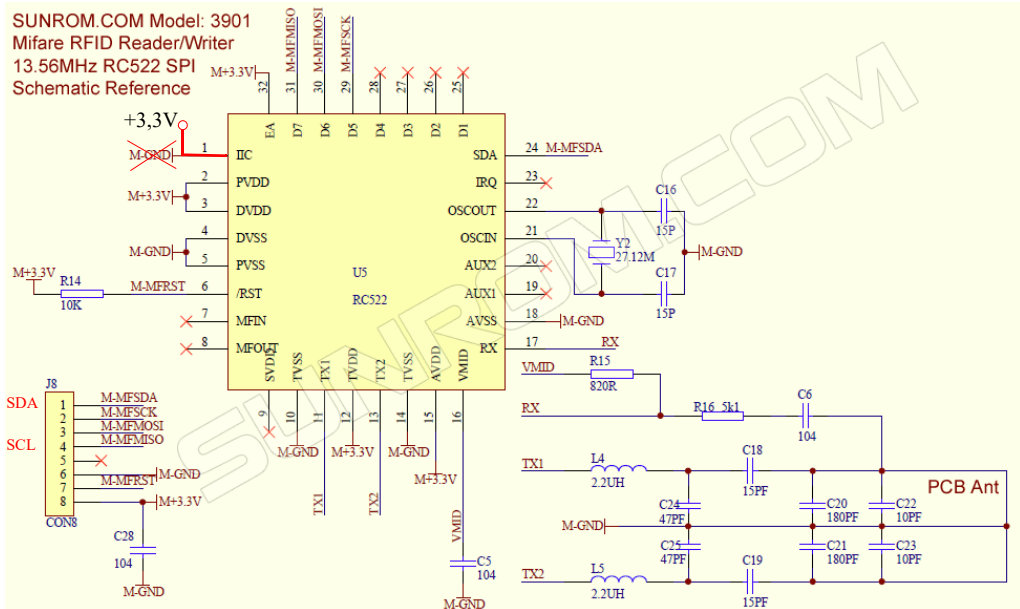 SUNROM.COM Model: 3901
Mifare RFID Reader/Writer
13.56MHz RC522 SPI
Schematic Reference
M+3.3V
32
M-MFMISO
31
M-MFMOSI
30
M-MFSCK
29
28
27
26
25
EA
D7
D6
D5
D4
D3
D2
D1
+3,3V
M-GND
1
IIC
M+3.3V
2
PVDD
3
DVDD
M-GND
4
DVSS
5
PVSS
M+3.3V
R14
10K
M-MFRST
6
/RST
7
MFIN
8
MFOUT
U5
RC522
SDA
24
M-MFSDA
IRQ
23
OSCOUT
22
OSCIN
21
AUX2
20
AUX1
19
AVSS
18
M-GND
RX
17
RX
C16
15P
Y2
27.12M
C17
15P
M-GND
SVDD
TVSS
TX1
TVDD
TX2
TVSS
AVDD
VMID
9
10
11
12
13
14
15
16
M-GND
M+3.3V
M-GND
M+3.3V
TX1
TX2
VMID
C5
104
M-GND
J8
SDA
1
M-MFSDA
2
M-MFSCK
3
M-MFMOSI
SCL
4
M-MFMISO
5
6
M-GND
7
M-MFRST
8
M+3.3V
CON8
C28
104
M-GND
VMID
R15
820R
RX
R16 5k1
C6
104
TX1
L4
2.2UH
C18
15PF
PCB Ant
C24
47PF
C20
180PF
C22
10PF
M-GND
C25
47PF
C21
180PF
C23
10PF
TX2
L5
2.2UH
C19
15PF
SUNROM.COM